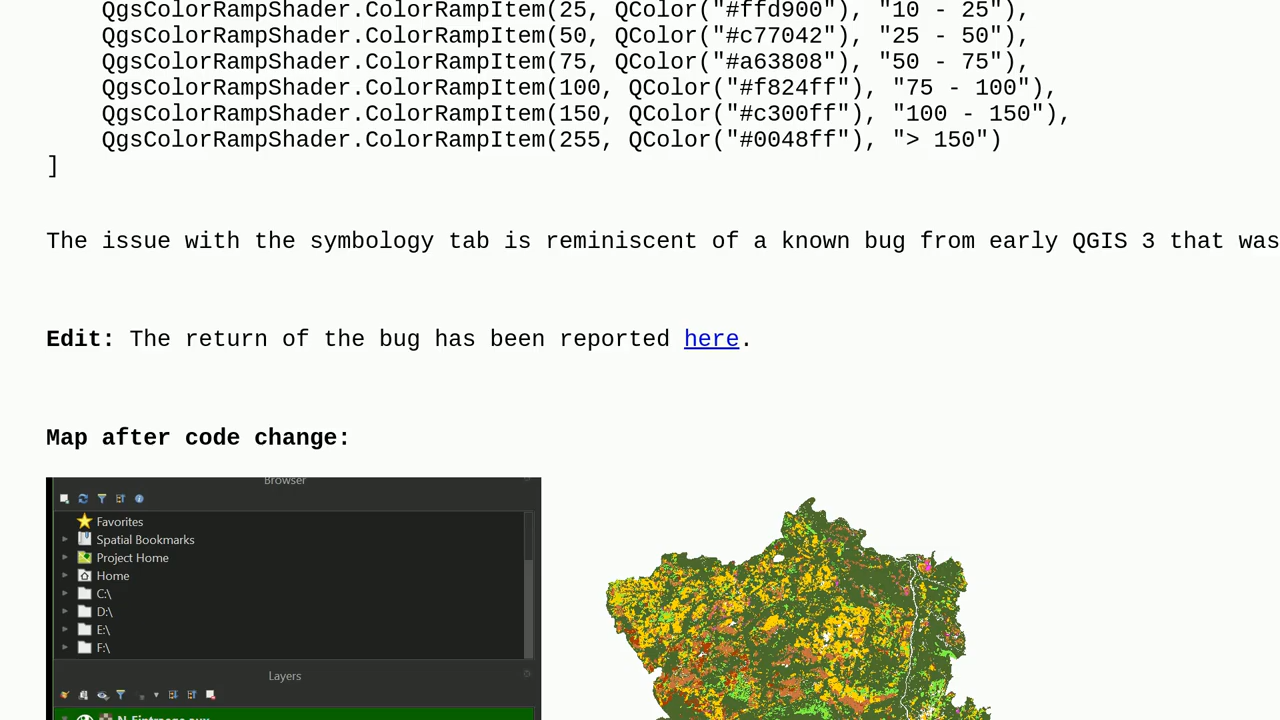 QgsColorRampShader.ColorRampItem(25, QColor("#ffd900"), "10 - 25"),
QgsColorRampShader.ColorRampItem(50, QColor("#c77042"), "25 - 50"),
QgsColorRampShader.ColorRampItem(75, QColor("#a63808"), "50 - 75"),
QgsColorRampShader.ColorRampItem(100, QColor("#f824ff"), "75 - 100"),
QgsColorRampShader.ColorRampItem(150, QColor("#c300ff"), "100 - 150"),
QgsColorRampShader.ColorRampItem(255, QColor("#0048ff"), "> 150")
]
The issue with the symbology tab is reminiscent of a known bug from early QGIS 3 that was
Edit: The return of the bug has been reported here.
Map after code change:
Browser
Favorites
Spatial Bookmarks
Project Home
Home
C:\
D:\
E:\
F:\
Layers